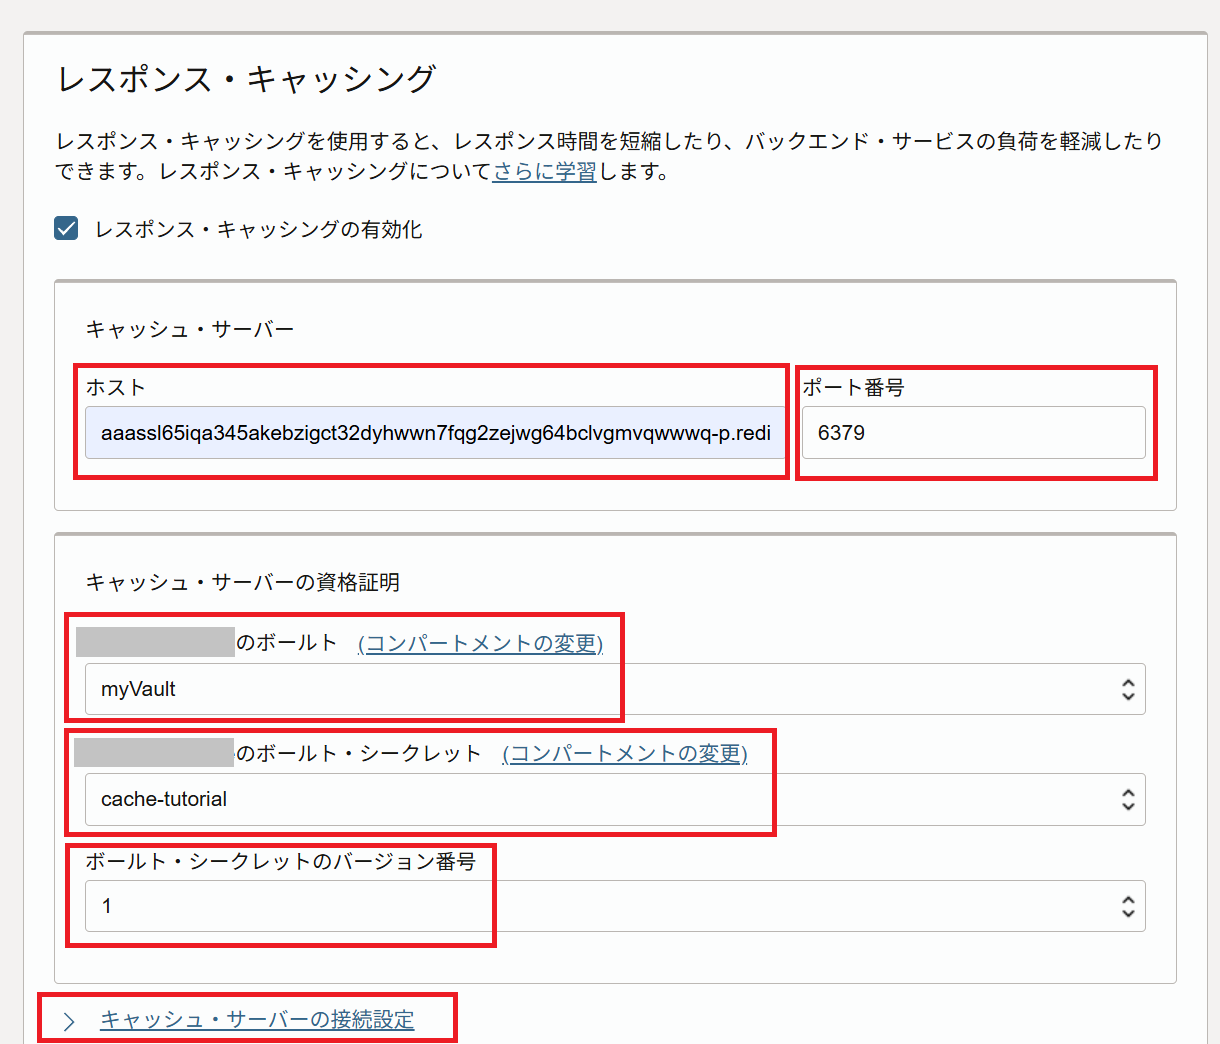 レスポンス・キャッシング
レスポンス・キャッシングを使用すると、レスポンス時間を短縮したり、バックエンド・サービスの負荷を軽減したり
できます。レスポンス・キャッシングについてさらに学習します。
レスポンス・キャッシングの有効化
キャッシュ・サーバー
ホスト
ポート番号
aaassl65iqa345akebzigct32dyhwwn7fqg2zejwg64bclvgmvqwwwq-p.redi
6379
キャッシュ・サーバーの資格証明
のボールト (コンパートメントの変更)
myVault
のボールト・シークレット (コンパートメントの変更)
cache-tutorial
ボールト・シークレットのバージョン番号
1
キャッシュ・サーバーの接続設定